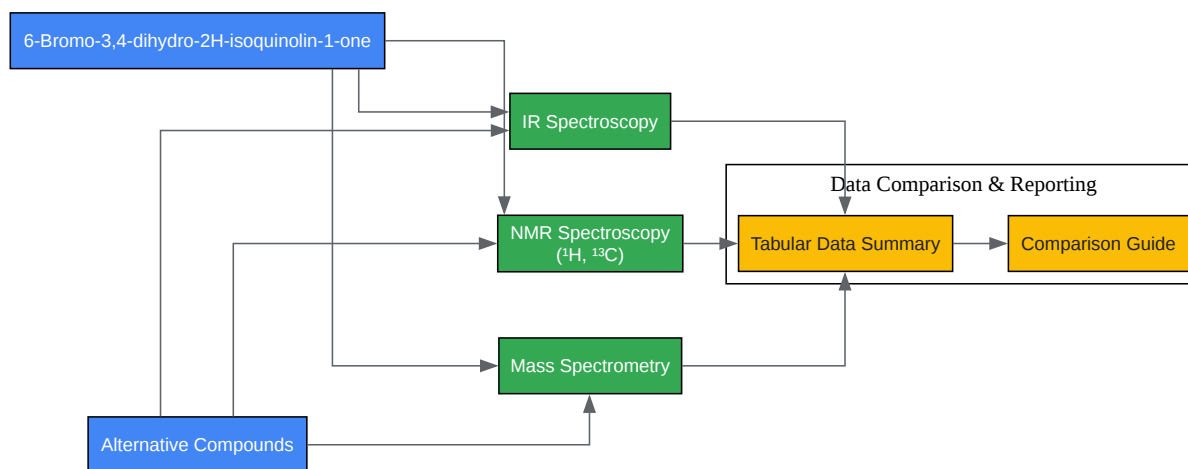 6-Bromo-3,4-dihydro-2H-isoquinolin-1-one
IR Spectroscopy
Data Comparison & Reporting
NMR Spectroscopy
(¹H, ¹³C)
Tabular Data Summary
Comparison Guide
Mass Spectrometry
Alternative Compounds